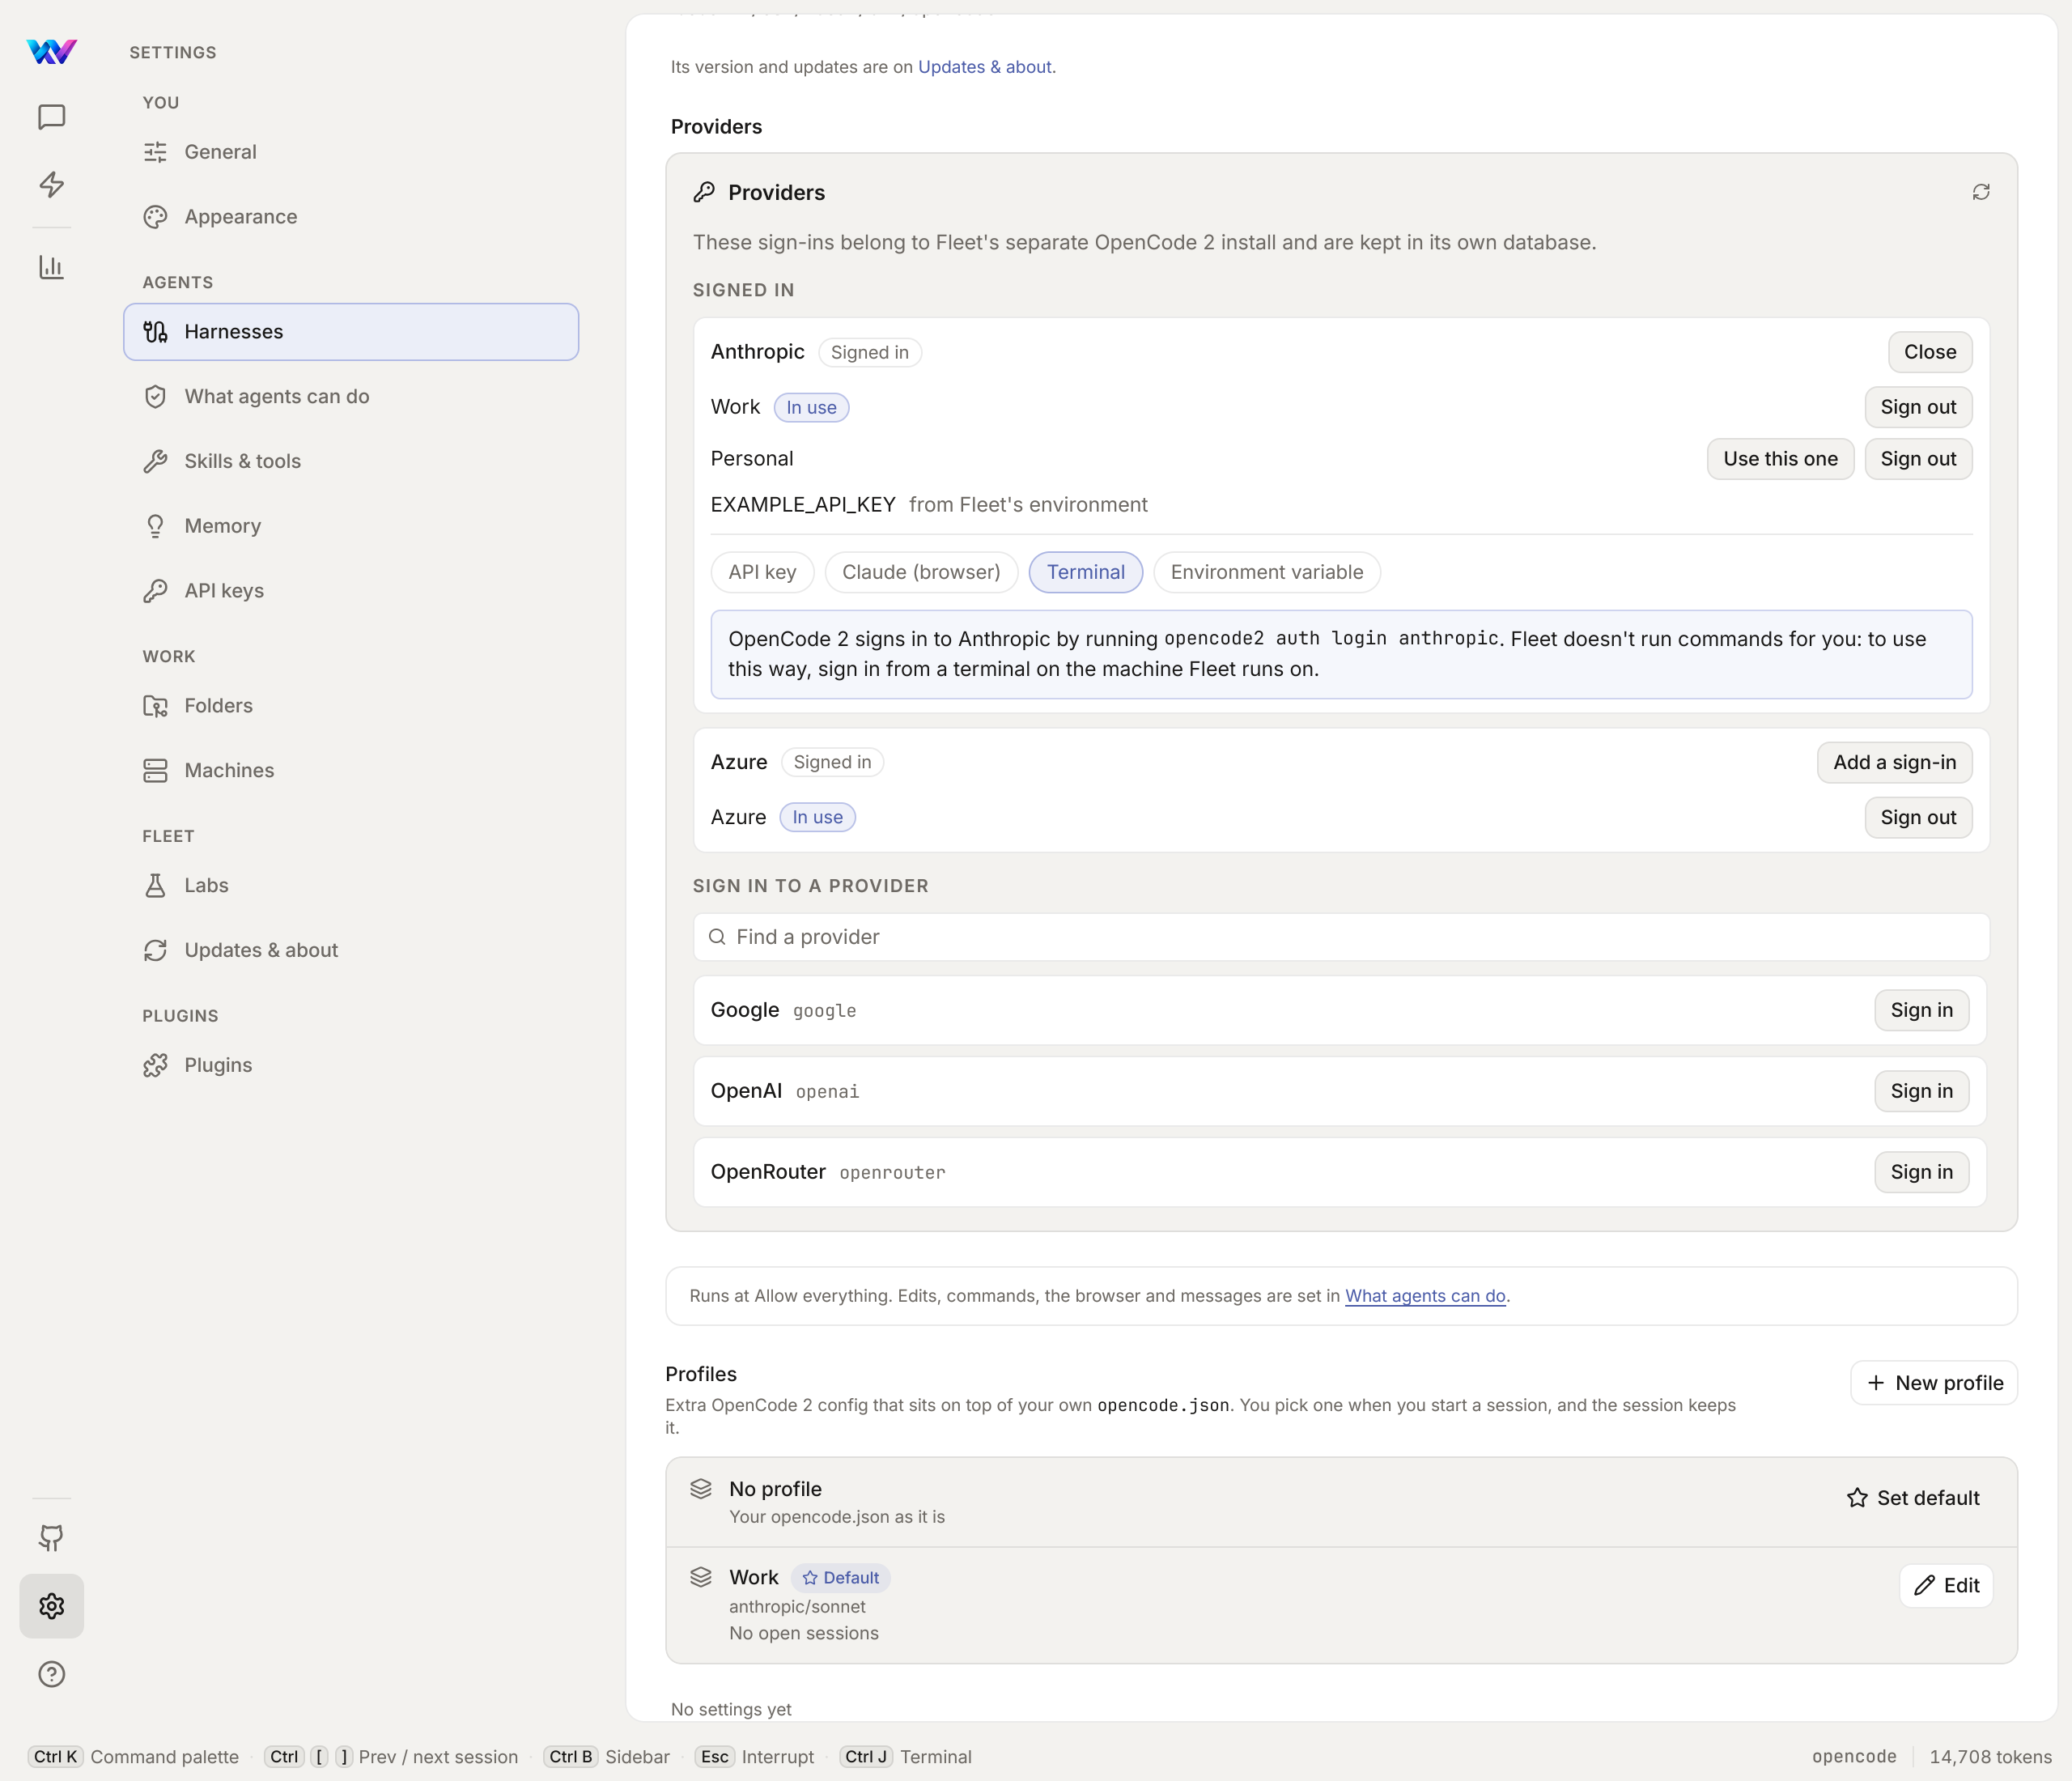 SETTINGS
YOU
General
Appearance
AGENTS
Harnesses
What agents can do
Skills & tools
Memory
API keys
WORK
Folders
Machines
FLEET
Labs
Updates & about
PLUGINS
Plugins
Its version and updates are on Updates & about.
Providers
Providers
These sign-ins belong to Fleet's separate OpenCode 2 install and are kept in its own database.
SIGNED IN
Anthropic Signed in Close
Work In use Sign out
Personal Use this one Sign out
EXAMPLE_API_KEY from Fleet's environment
API key Claude (browser) Terminal Environment variable
OpenCode 2 signs in to Anthropic by running opencode2 auth login anthropic. Fleet doesn't run commands for you: to use
this way, sign in from a terminal on the machine Fleet runs on.
Azure Signed in Add a sign-in
Azure In use Sign out
SIGN IN TO A PROVIDER
Find a provider
Google google Sign in
OpenAI openai Sign in
OpenRouter openrouter Sign in
Runs at Allow everything. Edits, commands, the browser and messages are set in What agents can do.
Profiles
New profile
Extra OpenCode 2 config that sits on top of your own opencode.json. You pick one when you start a session, and the session keeps
it.
No profile
Your opencode.json as it is
Set default
Work Default
anthropic/sonnet
No open sessions
Edit
No settings yet
Ctrl K Command palette · Ctrl [ ] Prev / next session · Ctrl B Sidebar · Esc Interrupt · Ctrl J Terminal opencode 14,708 tokens